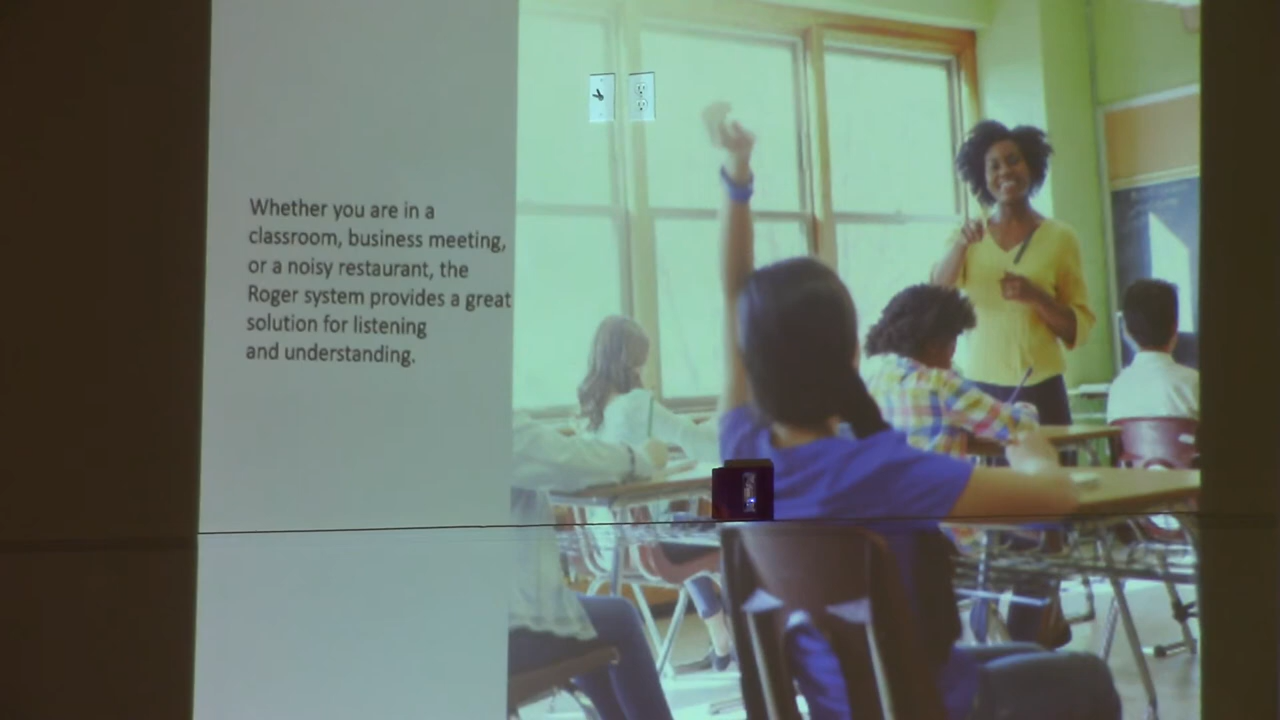 Whether you are in a
classroom, business meeting,
or a noisy restaurant, the
Roger system provides a great
solution for listening
and understanding.